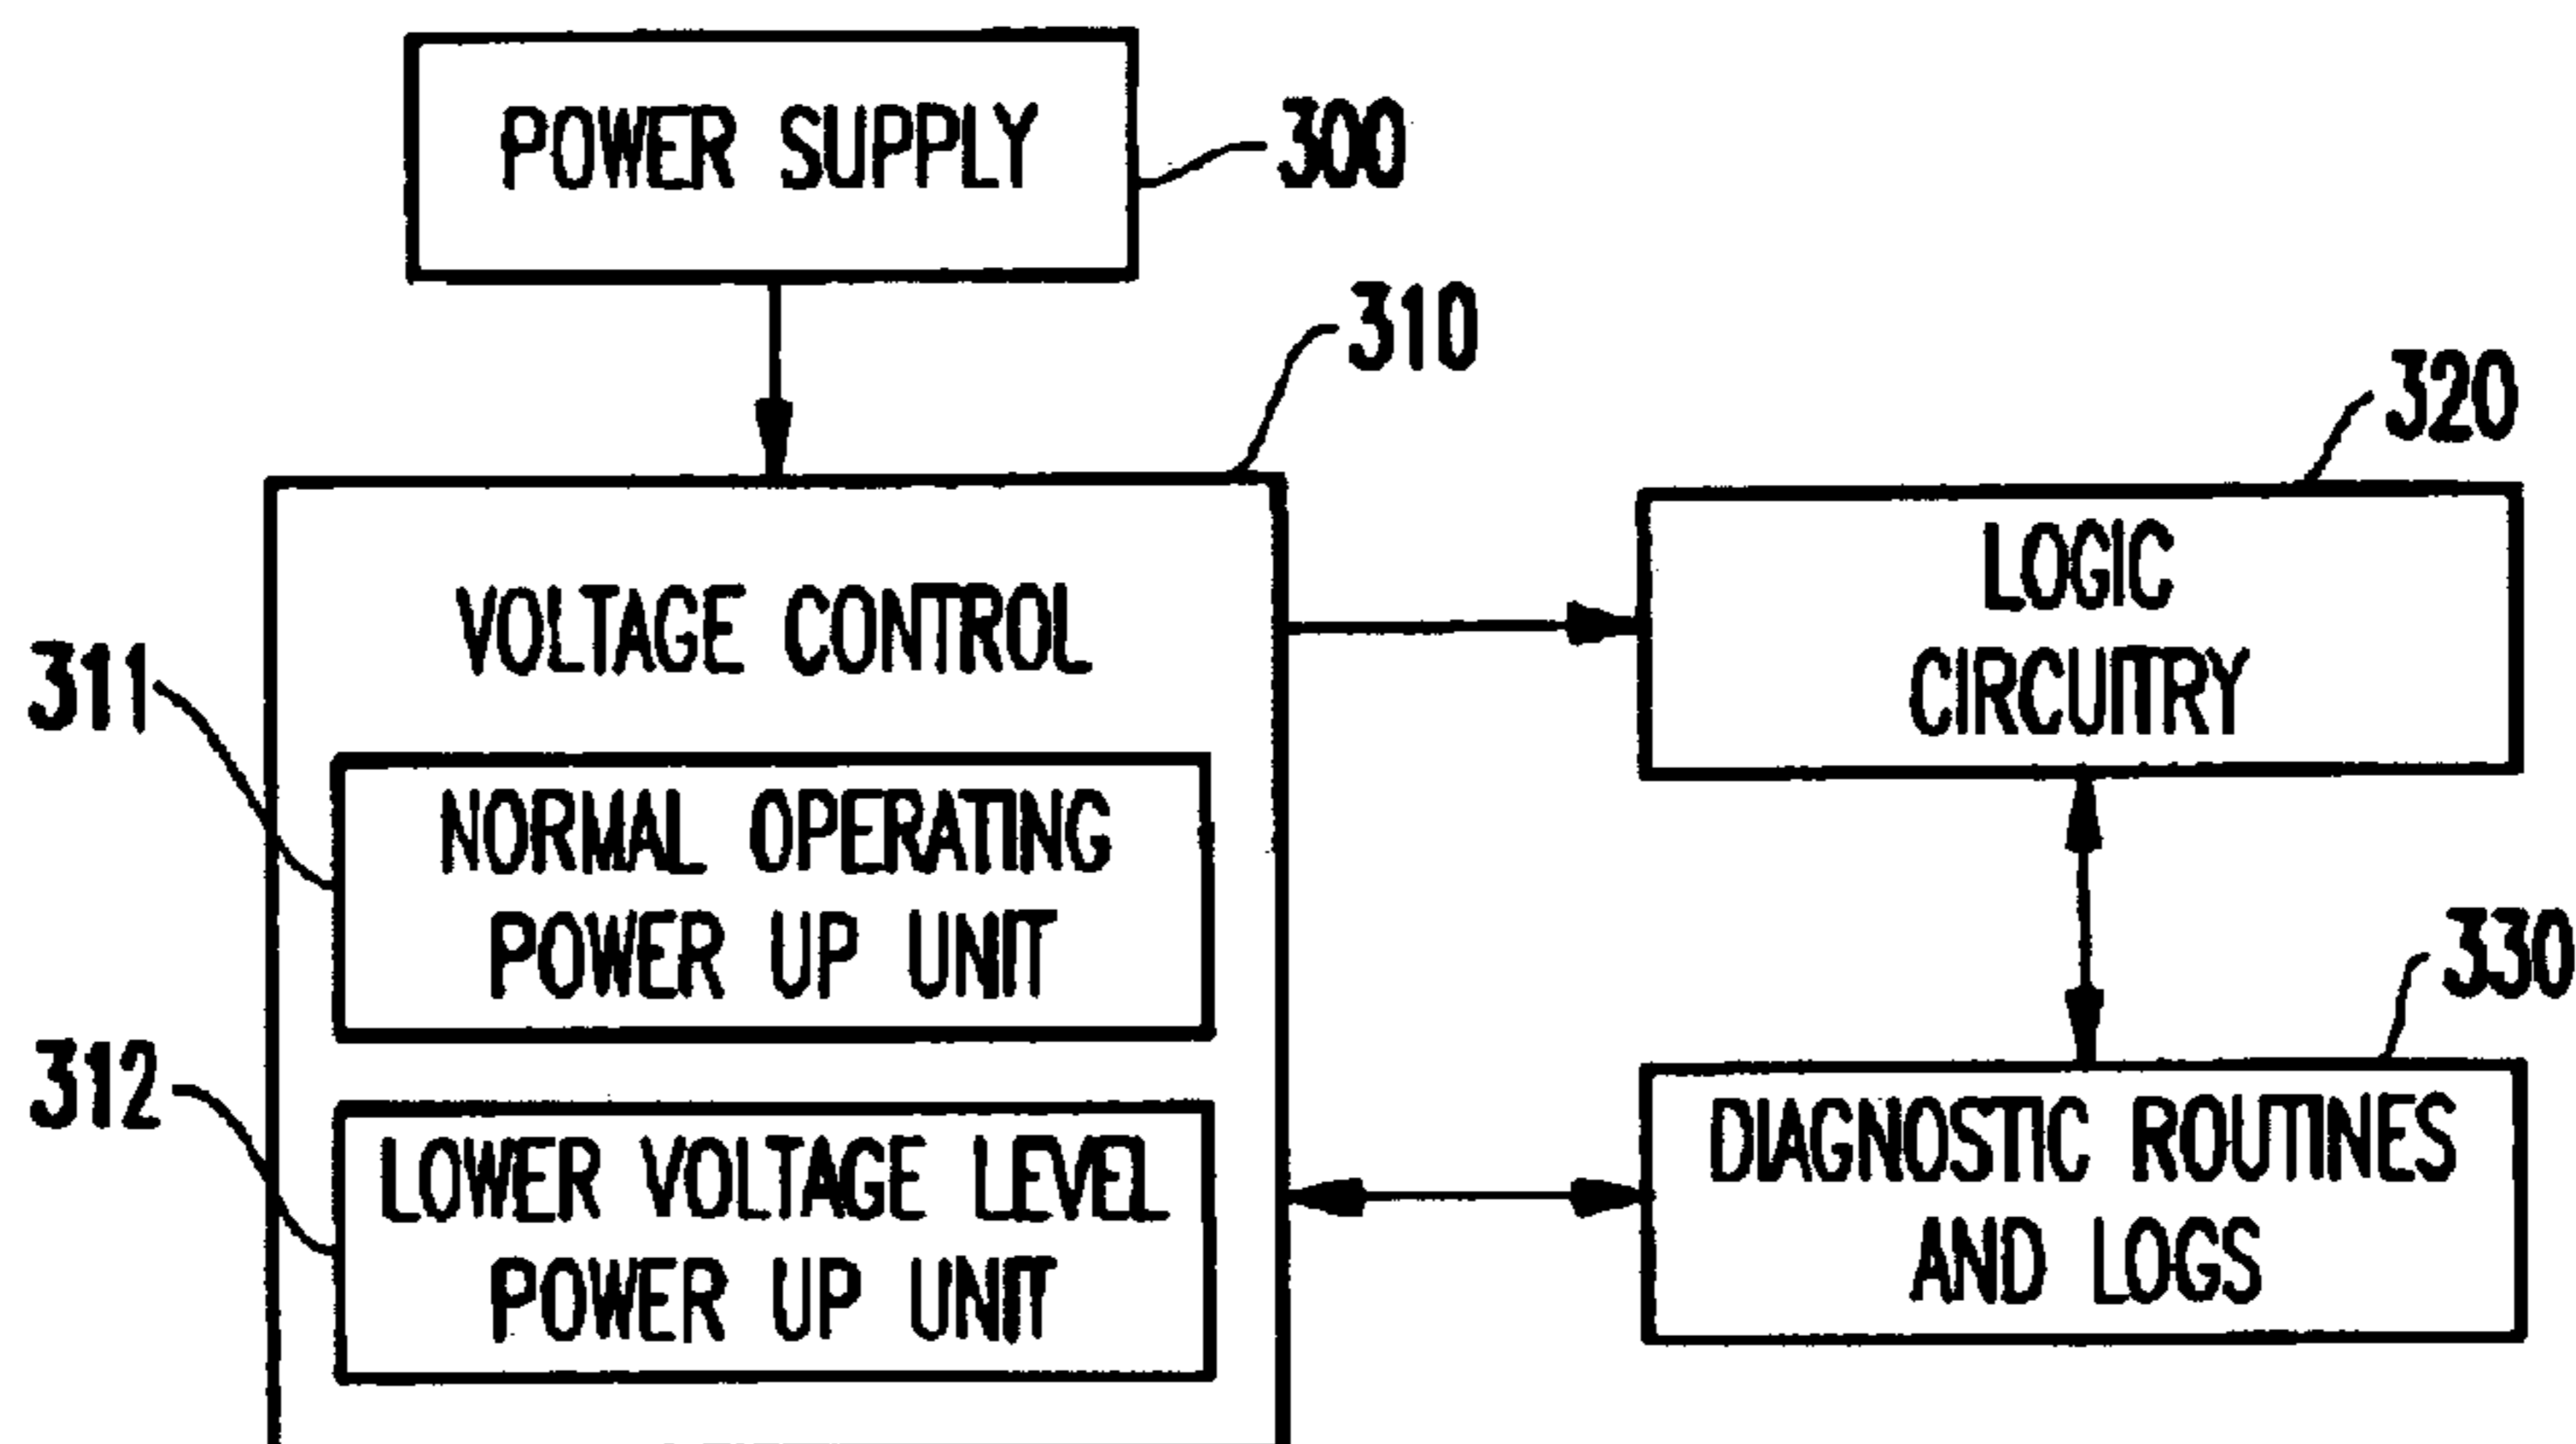 POWER SUPPLY
300
310
320
VOLTAGE CONTROL
LOGIC
CIRCUITRY
311
NORMAL OPERATING
POWER UP UNIT
330
312
LOWER VOLTAGE LEVEL
POWER UP UNIT
DIAGNOSTIC ROUTINES
AND LOGS